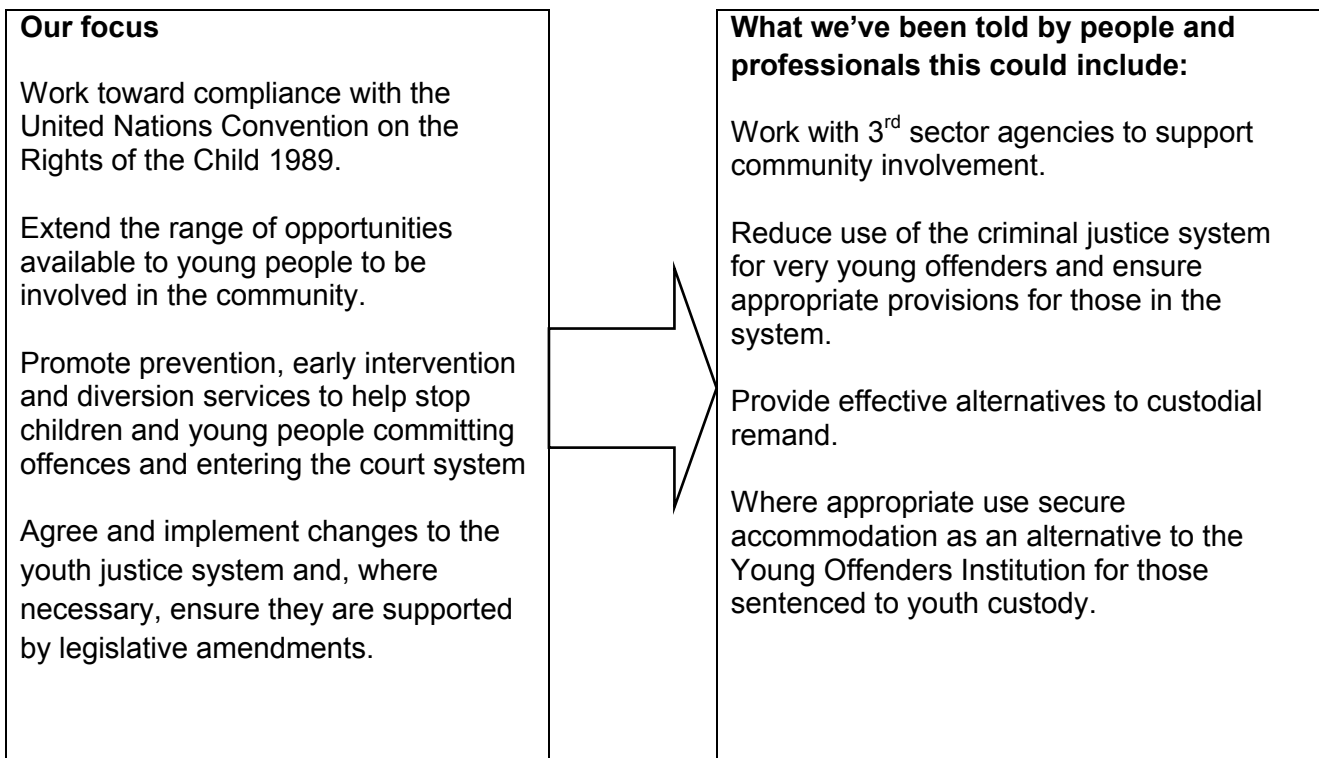 Our focus
Work toward compliance with the
United Nations Convention on the
Rights of the Child 1989.
Extend the range of opportunities
available to young people to be
involved in the community.
Promote prevention, early intervention
and diversion services to help stop
children and young people committing
offences and entering the court system
Agree and implement changes to the
youth justice system and, where
necessary, ensure they are supported
by legislative amendments.
What we’ve been told by people and
professionals this could include:
Work with 3rd sector agencies to support
community involvement.
Reduce use of the criminal justice system
for very young offenders and ensure
appropriate provisions for those in the
system.
Provide effective alternatives to custodial
remand.
Where appropriate use secure
accommodation as an alternative to the
Young Offenders Institution for those
sentenced to youth custody.